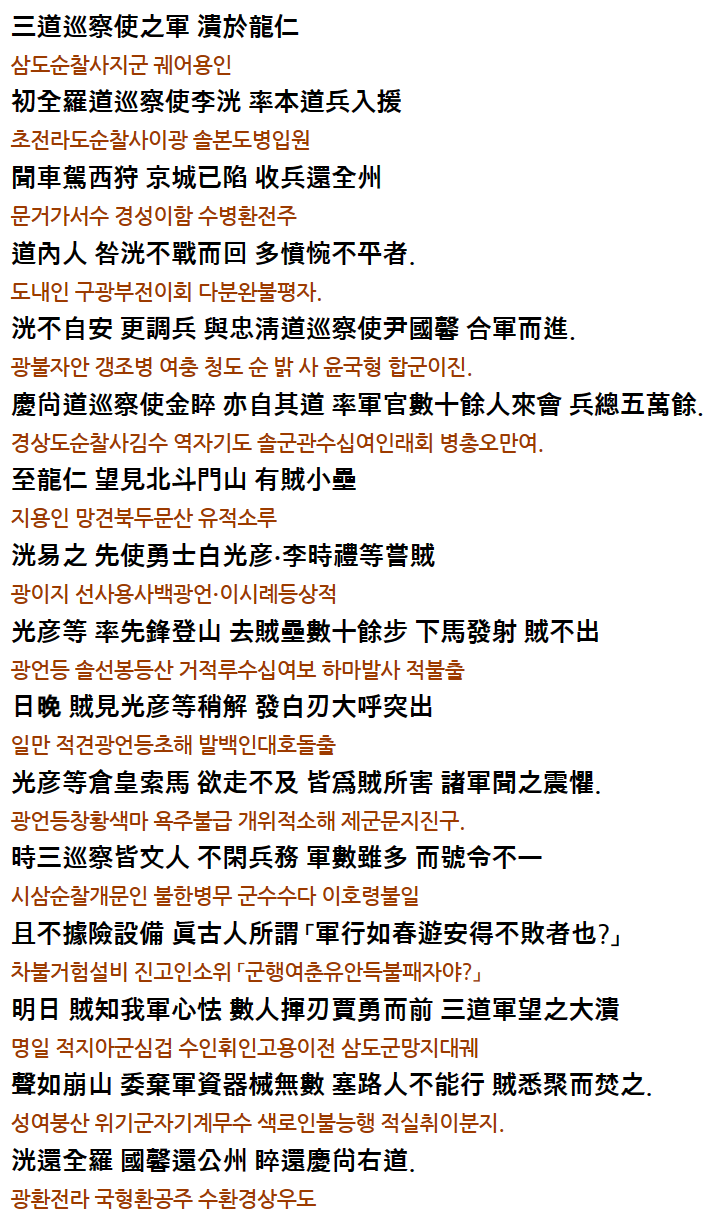 三道巡察使之軍 潰於龍仁
삼도순찰사지군 궤어용인
初全羅道巡察使李洸 率本道兵入援
초전라도순찰사이광 솔본도병입원
聞車駕西狩 京城已陷 收兵還全州
문거가서수 경성이함 수병환전주
道內人 咎洸不戰而回 多憤惋不平者.
도내인 구광부전이회 다분완불평자.
洸不自安 更調兵 與忠淸道巡察使尹國馨 合軍而進.
광불자안 갱조병 여충 청도 순 밝 사 윤국형 합군이진.
慶尙道巡察使金睟 亦自其道 率軍官數十餘人來會 兵總五萬餘.
경상도순찰사김수 역자기도 솔군관수십여인래회 병총오만여.
至龍仁 望見北斗門山 有賊小壘
지용인 망견북두문산 유적소루
洸易之 先使勇士白光彦·李時禮等嘗賊
광이지 선사용사백광언·이시례등상적
光彦等 率先鋒登山 去賊壘數十餘步 下馬發射 賊不出
광언등 솔선봉등산 거적루수십여보 하마발사 적불출
日晚 賊見光彦等稍解 發白刃大呼突出
일만 적견광언등초해 발백인대호돌출
光彦等倉皇索馬 欲走不及 皆爲賊所害 諸軍聞之震懼.
광언등창황색마 욕주불급 개위적소해 제군문지진구.
時三巡察皆文人 不閑兵務 軍數雖多 而號令不一
시삼순찰개문인 불한병무 군수수다 이호령불일
且不據險設備 眞古人所謂「軍行如春遊安得不敗者也?」
차불거험설비 진고인소위「군행여춘유안득불패자야?」
明日 賊知我軍心怯 數人揮刃賈勇而前 三道軍望之大潰
명일 적지아군심겁 수인휘인고용이전 삼도군망지대궤
聲如崩山 委棄軍資器械無數 塞路人不能行 賊悉聚而焚之.
성여붕산 위기군자기계무수 색로인불능행 적실취이분지.
洸還全羅 國馨還公州 睟還慶尙右道.
광환전라 국형환공주 수환경상우도